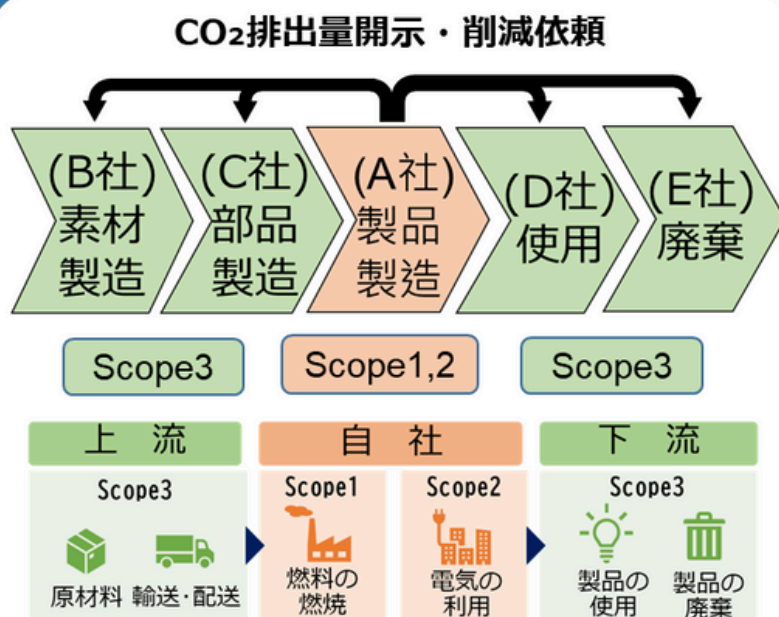 CO₂排出量開示・削減依頼
(B社)
素材
製造
(C社)
部品
製造
(A社)
製品
製造
(D社)
使用
(E社)
廃棄
Scope3
Scope1,2
Scope3
上 流
自 社
下 流
Scope3
原材料
輸送・配送
Scope1
燃料の
燃焼
Scope2
電気の
利用
Scope3
製品の
使用
製品の
廃棄